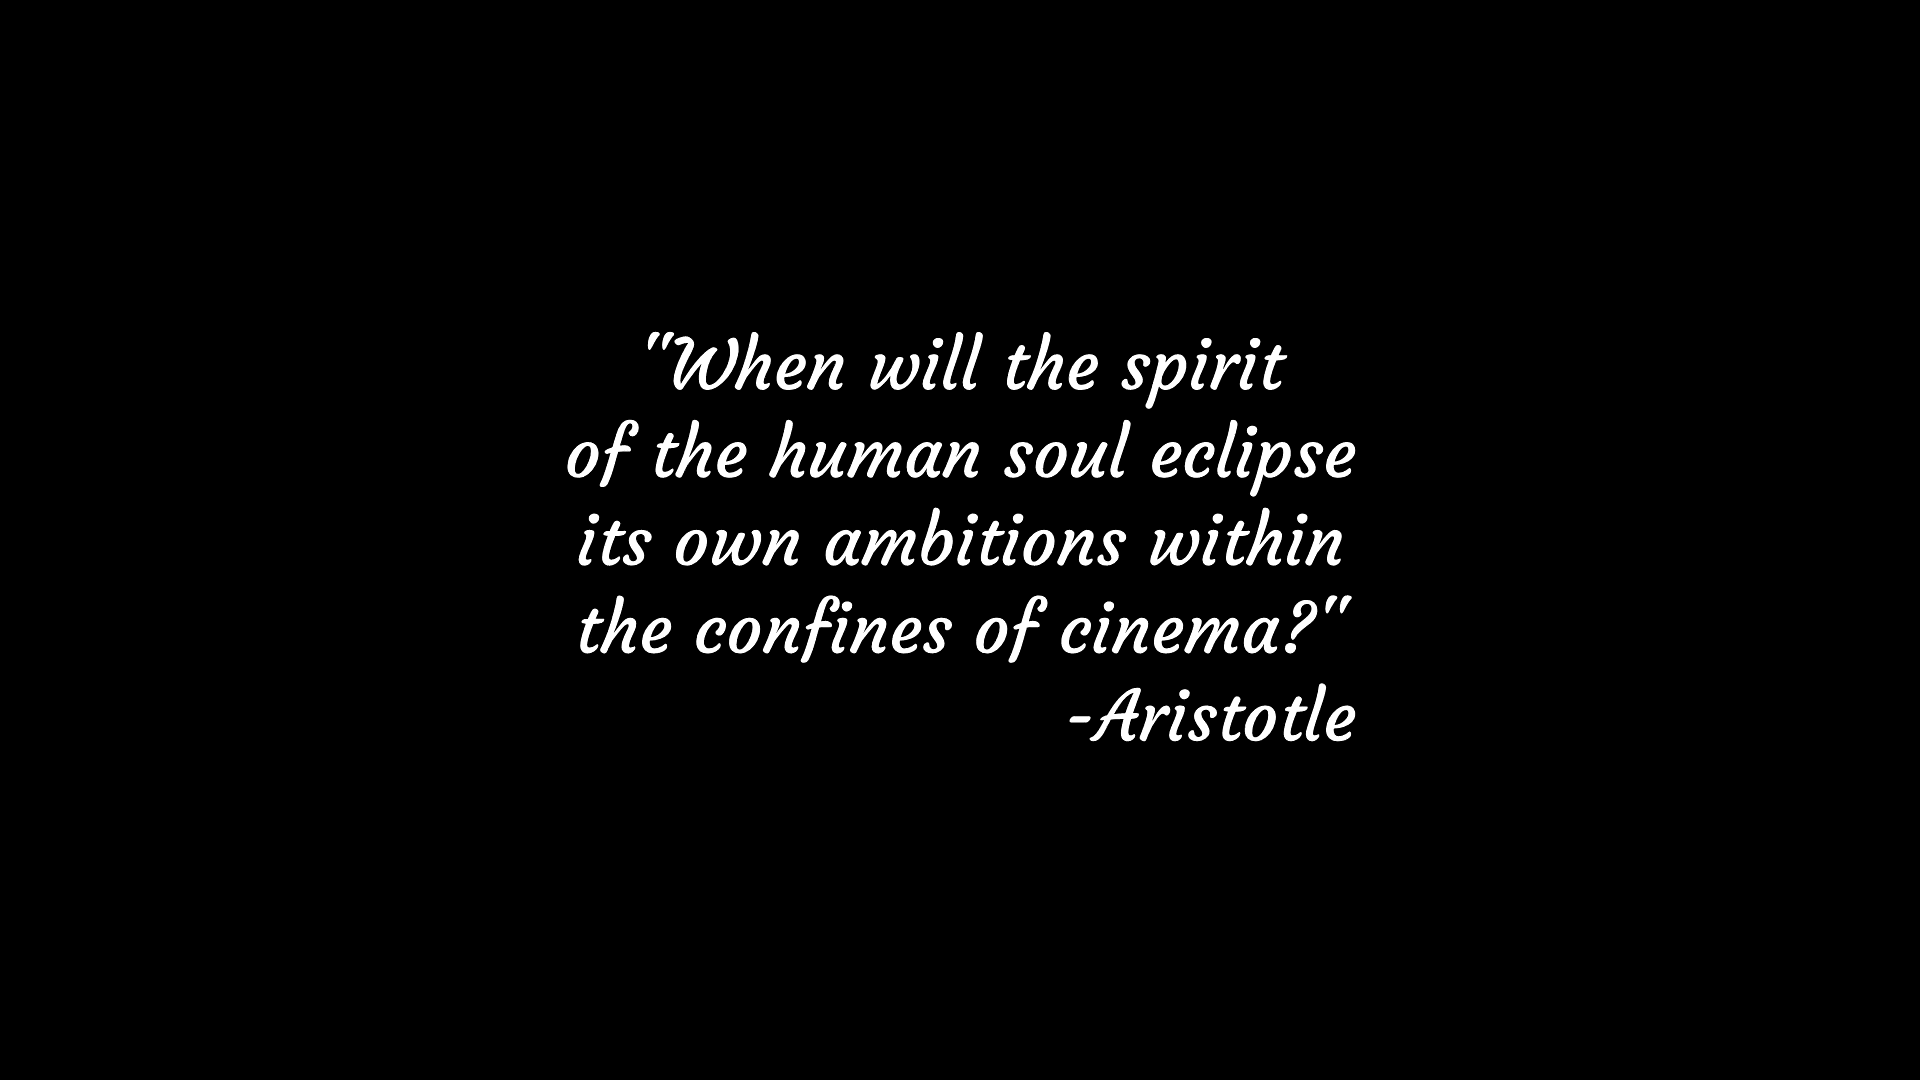 "When will the spirit
of the human soul eclipse
its own ambitions within
the confines of cinema?"
-Aristotle